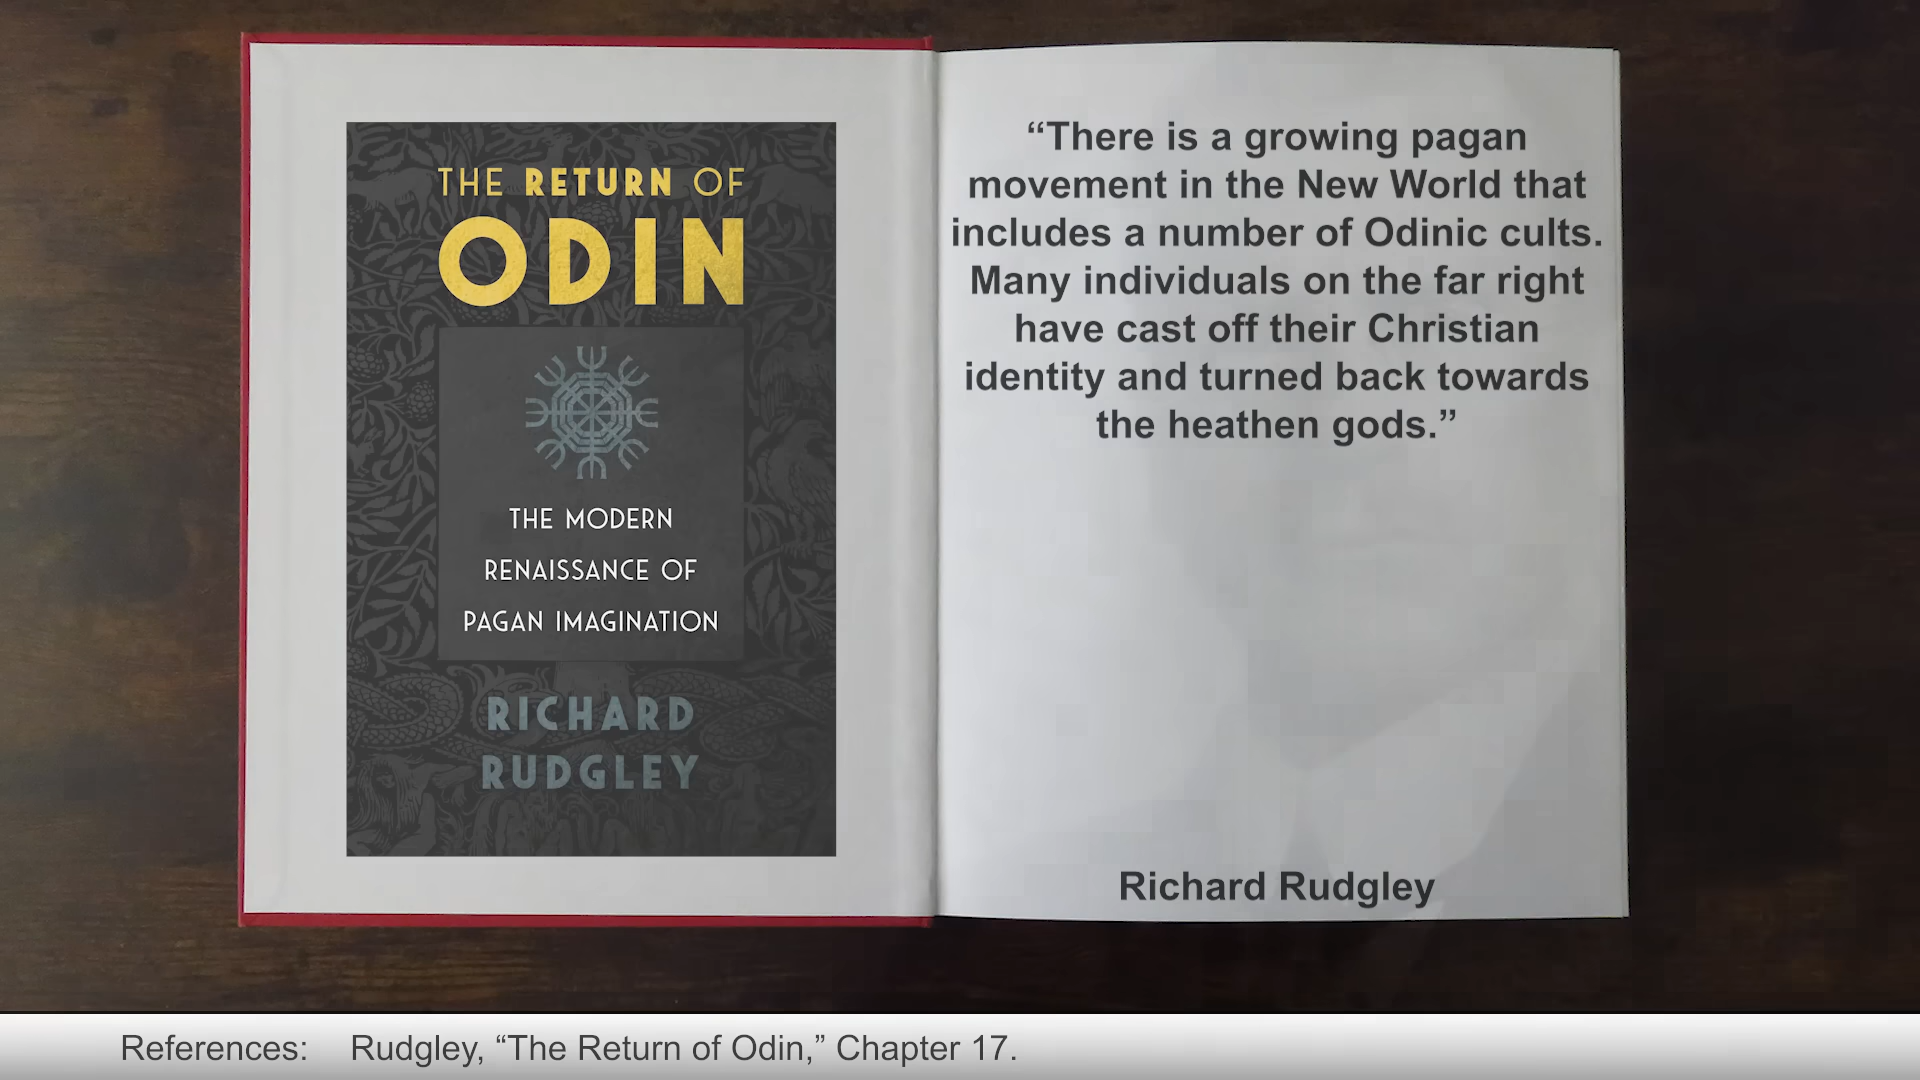 THE RETURN OF
ODIN
THE MODERN
RENAISSANCE OF
PAGAN IMAGINATION
RICHARD
RUDGLEY
“There is a growing pagan
movement in the New World that
includes a number of Odinic cults.
Many individuals on the far right
have cast off their Christian
identity and turned back towards
the heathen gods.”
Richard Rudgley
References: Rudgley, “The Return of Odin,” Chapter 17.